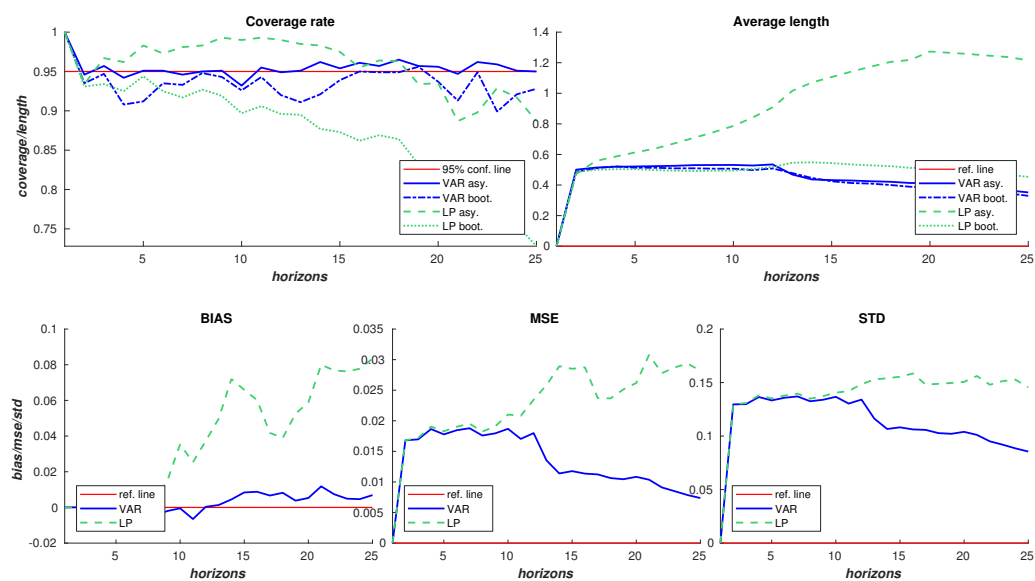 Coverage rate
coverage/length
1
0.95
0.9
0.85
0.8
0.75
5
10
15
20
25
horizons
95% conf. line
VAR asy.
VAR boot.
LP asy.
LP boot.
Average length
1.4
1.2
1
0.8
0.6
0.4
0.2
0
5
10
15
20
25
horizons
ref. line
VAR asy.
VAR boot.
LP asy.
LP boot.
BIAS
bias/mse/std
0.1
0.08
0.06
0.04
0.02
0
-0.02
5
10
15
20
25
horizons
ref. line
VAR
LP
MSE
0.035
0.03
0.025
0.02
0.015
0.01
0.005
0
5
10
15
20
25
horizons
ref. line
VAR
LP
STD
0.2
0.15
0.1
0.05
0
5
10
15
20
25
horizons
ref. line
VAR
LP